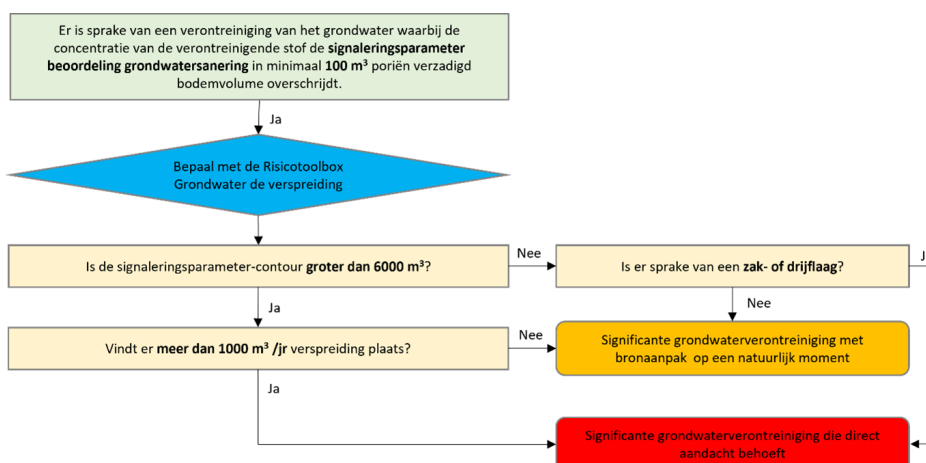 Er is sprake van een verontreiniging van het grondwater waarbij de
concentratie van de verontreinigende stof de signaleringsparameter
beoordeling grondwatersanering in minimaal 100 m³ poriën verzadigd
bodemvolume overschrijdt.
Ja
Bepaal met de Risicotoolbox
Grondwater de verspreiding
Is de signaleringsparameter-contour groter dan 6000 m³?
Nee
Is er sprake van een zak- of drijflaag?
Ja
Nee
Vindt er meer dan 1000 m³ /jr verspreiding plaats?
Nee
Significante grondwaterverontreiniging met
bronaanpak op een natuurlijk moment
Ja
Significante grondwaterverontreiniging die direct
aandacht behoeft